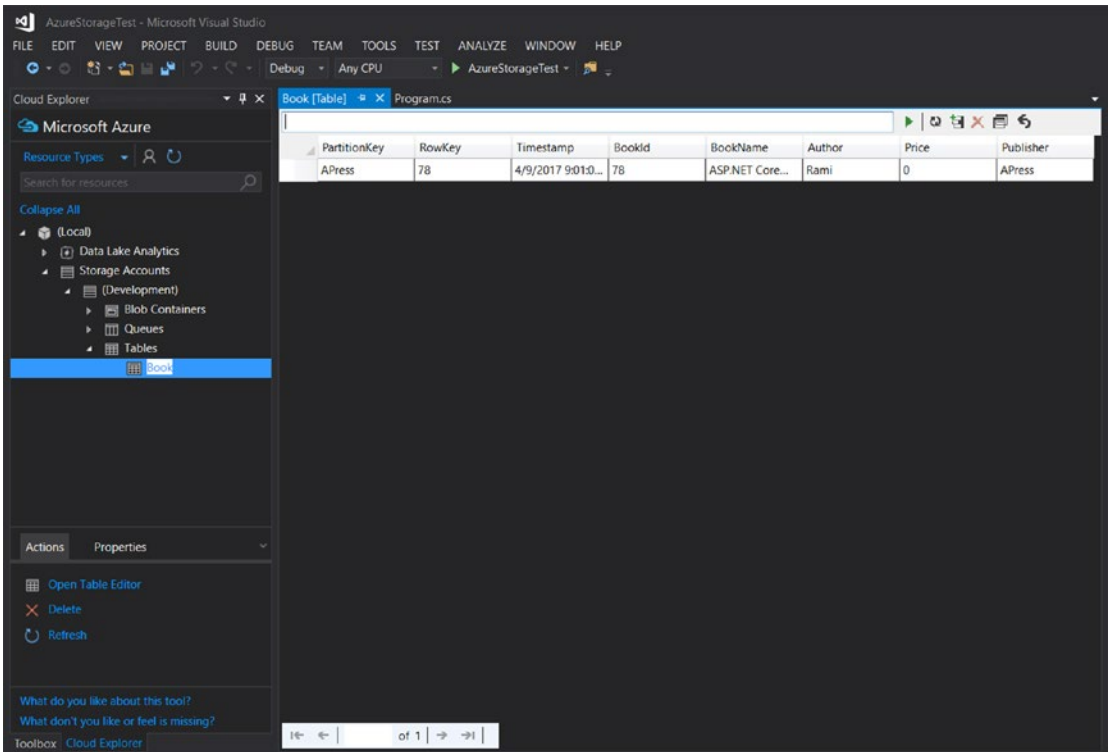 AzureStorageTest - Microsoft Visual Studio
FILE EDIT VIEW PROJECT BUILD DEBUG TEAM TOOLS TEST ANALYZE WINDOW HELP
Debug Any CPU AzureStorageTest
Cloud Explorer
Microsoft Azure
Resource Types
Search for resources
Collapse All
(Local)
Data Lake Analytics
Storage Accounts
(Development)
Blob Containers
Queues
Tables
Book
Actions Properties
Open Table Editor
Delete
Refresh
What do you like about this tool?
What don't you like or feel is missing?
Toolbox Cloud Explorer
Book [Table] Program.cs
PartitionKey RowKey Timestamp BookId BookName Author Price Publisher
APress 78 4/9/2017 9:01:0... 78 ASP.NET Core... Rami 0 APress
of 1